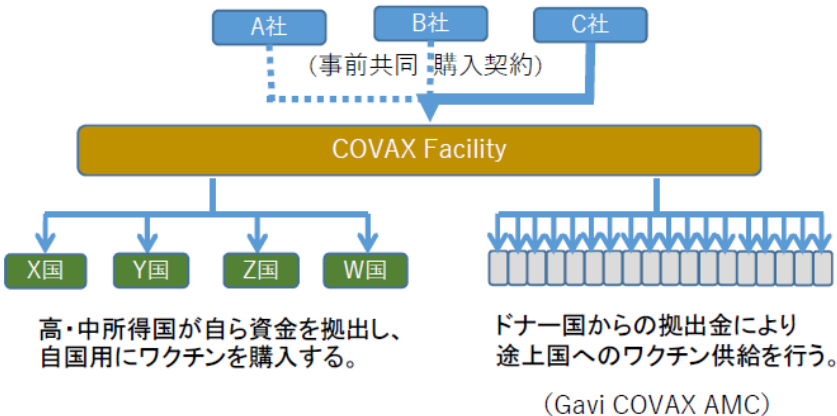 A社
B社
C社
(事前共同 購入契約)
COVAX Facility
X国
Y国
Z国
W国
高・中所得国が自ら資金を拠出し、
自国用にワクチンを購入する。
ドナー国からの拠出金により
途上国へのワクチン供給を行う。
(Gavi COVAX AMC)